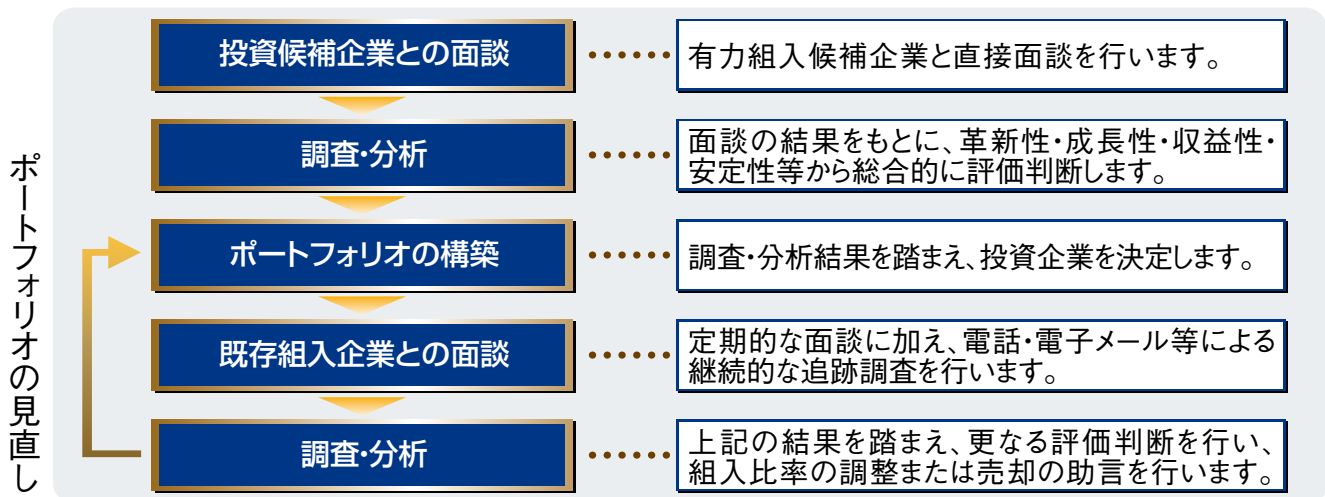 投資候補企業との面談
有力組入候補企業と直接面談を行います。
調査・分析
面談の結果をもとに、革新性・成長性・収益性・
安定性等から総合的に評価判断します。
ポートフォリオの構築
調査・分析結果を踏まえ、投資企業を決定します。
既存組入企業との面談
定期的な面談に加え、電話・電子メール等による
継続的な追跡調査を行います。
調査・分析
上記の結果を踏まえ、更なる評価判断を行い、
組入比率の調整または売却の助言を行います。
ポートフォリオの見直し